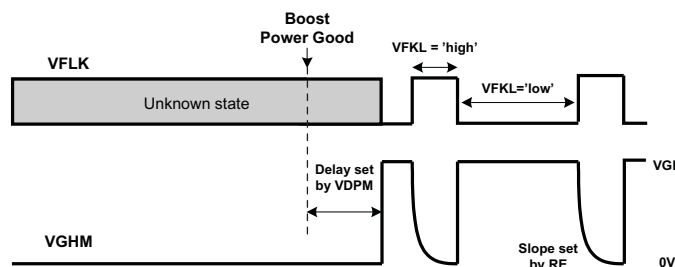 Boost
Power Good
VFLK
VFKL = 'high'
Unknown state
VFKL='low'
Delay set
by VDPM
VGHM
Slope set
0V